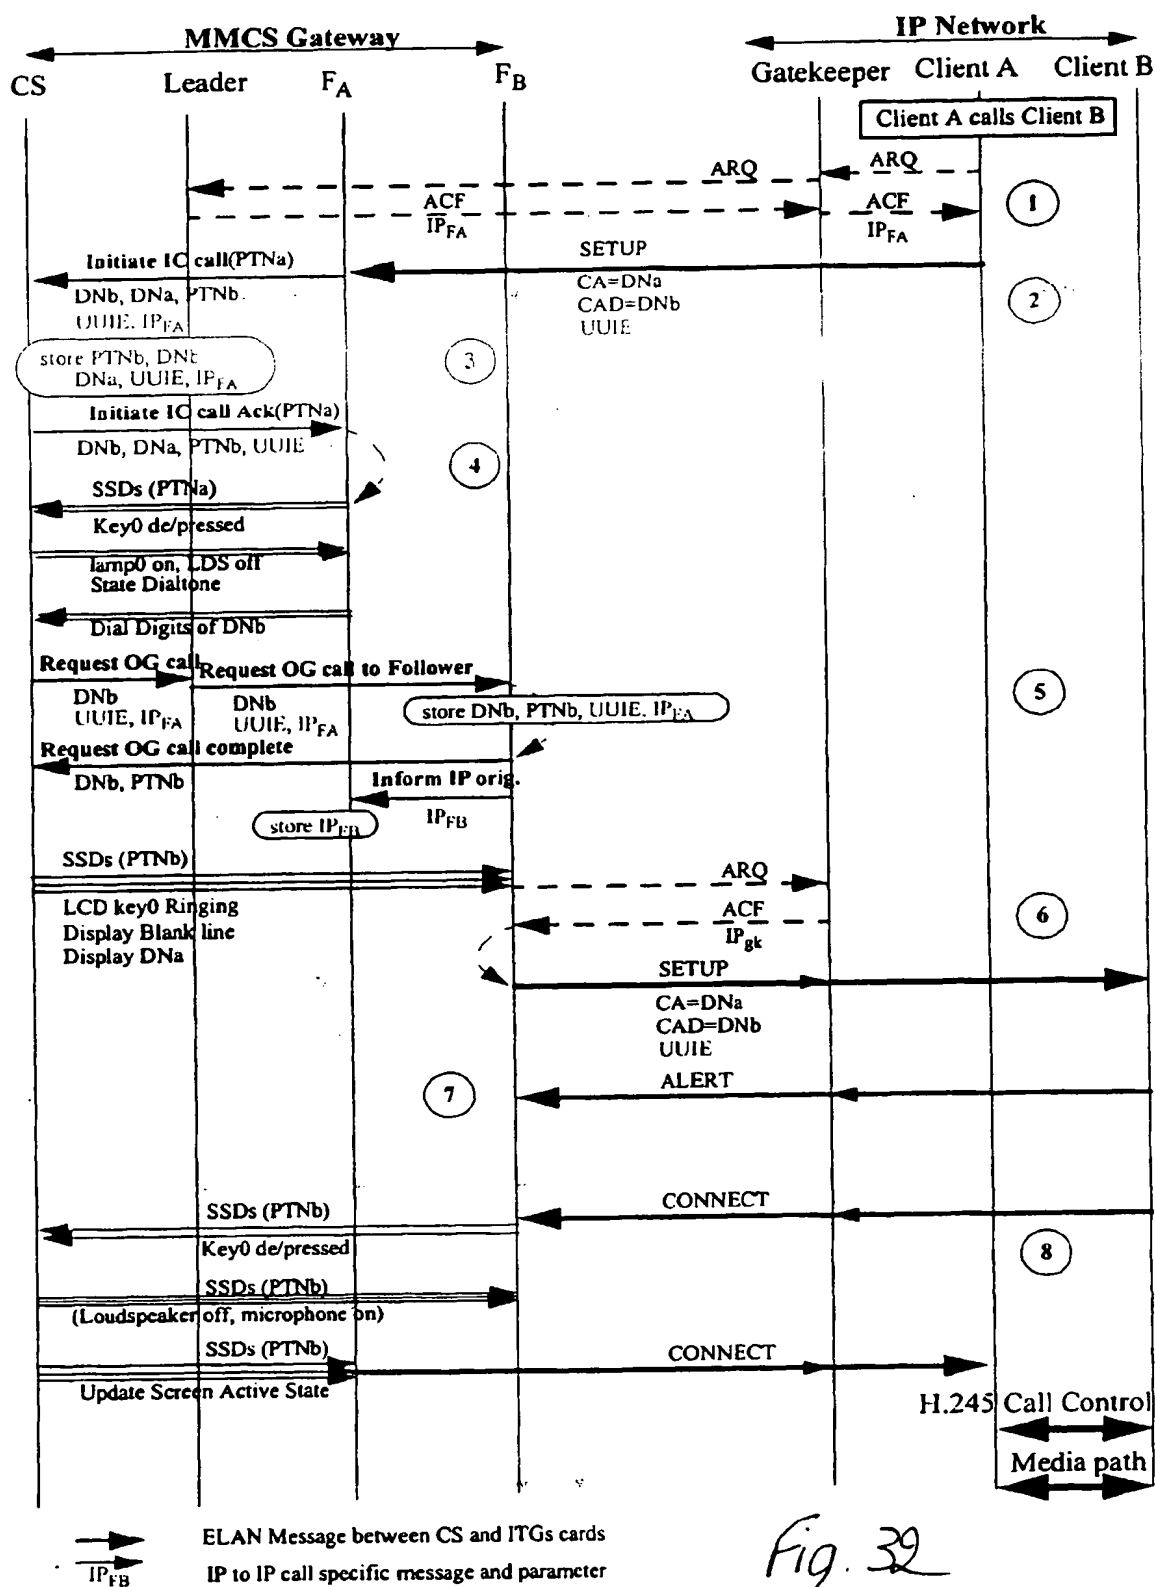 MMCS Gateway
IP Network
CS
Leader
FA
FB
Gatekeeper
Client A
Client B
Client A calls Client B
ARQ
ARQ
ACF
IPFA
ACF
IPFA
1
SETUP
Initiate IC call(PTNa)
DNb, DNa, PTNb.
UUIE, IPFA
CA=DNa
CAD=DNb
UUIE
2
store PTNb, DNb
DNa, UUIE, IPFA
3
Initiate IC call Ack(PTNa)
DNb, DNa, PTNb, UUIE
4
SSDs (PTNa)
Key0 de/pressed
lamp0 on, LDS off
State Dialtone
Dial Digits of DNb
Request OG call
Request OG call to Follower
DNb
UUIE, IPFA
DNb
UUIE, IPFA
store DNb, PTNb, UUIE, IPFA
5
Request OG call complete
DNb, PTNb
Inform IP orig.
IPFB
store IPFB
SSDs (PTNb)
ARQ
LCD key0 Ringing
Display Blank line
Display DNa
ACF
IPgk
6
SETUP
CA=DNa
CAD=DNb
UUIE
7
ALERT
SSDs (PTNb)
CONNECT
Key0 de/pressed
8
SSDs (PTNb)
(Loudspeaker off, microphone on)
SSDs (PTNb)
CONNECT
Update Screen Active State
H.245 Call Control
Media path
ELAN Message between CS and ITGs cards
IPFB
IP to IP call specific message and parameter
Fig. 32